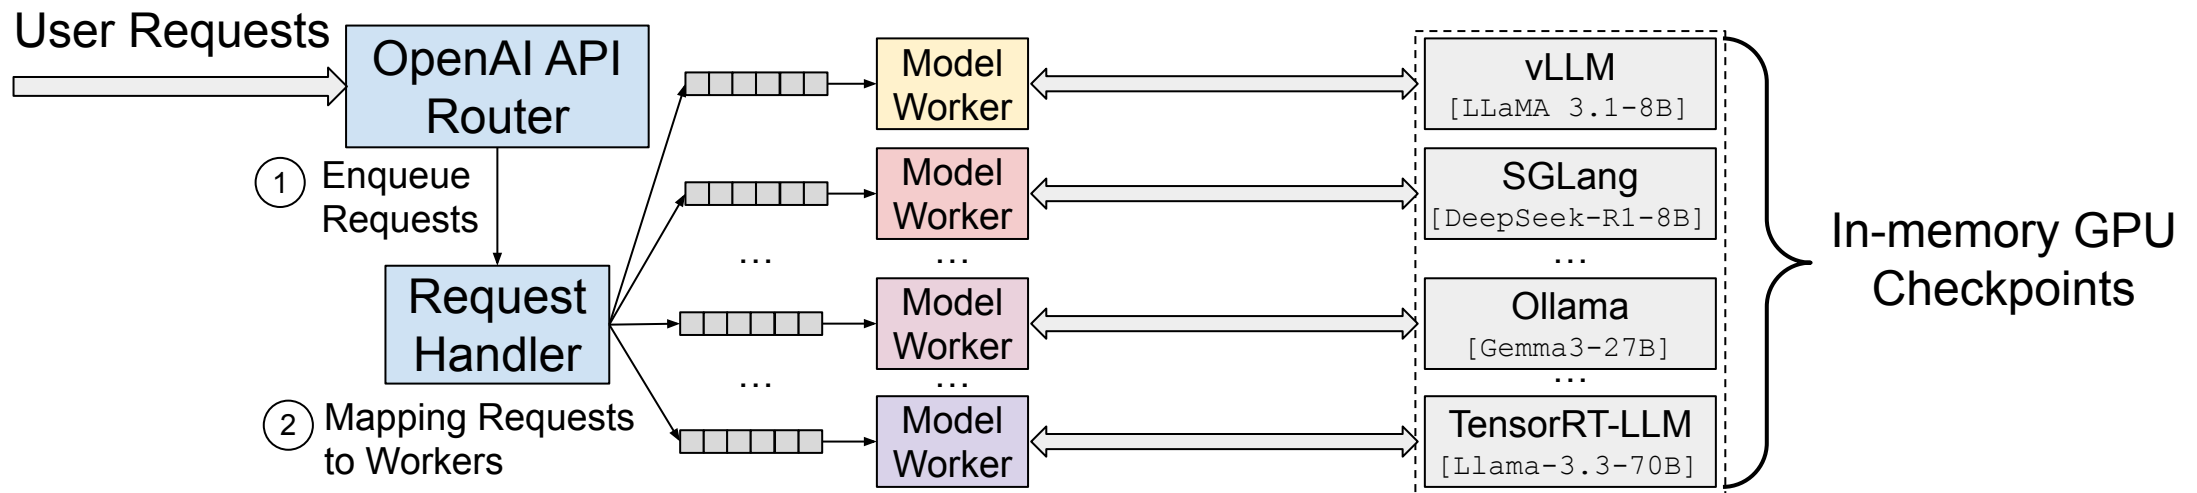 User Requests
OpenAI API
Router
1
Enqueue
Requests
Request
Handler
2
Mapping Requests
to Workers
Model
Worker
Model
Worker
...
...
Model
Worker
...
...
Model
Worker
vLLM
[LLaMA 3.1-8B]
SGLang
[DeepSeek-R1-8B]
...
Ollama
[Gemma3-27B]
...
TensorRT-LLM
[Llama-3.3-70B]
In-memory GPU
Checkpoints